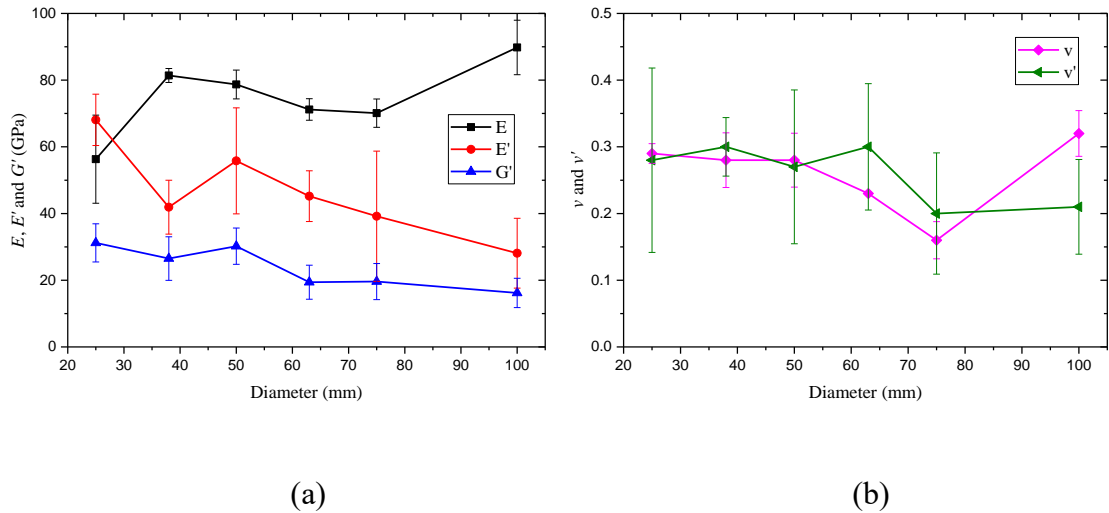 100
80
60
40
20
0
E, E' and G' (GPa)
20 30 40 50 60 70 80 90 100
Diameter (mm)
E
E'
G'
(a)
0.5
0.4
0.3
0.2
0.1
0.0
v and v'
20 30 40 50 60 70 80 90 100
Diameter (mm)
v
v'
(b)